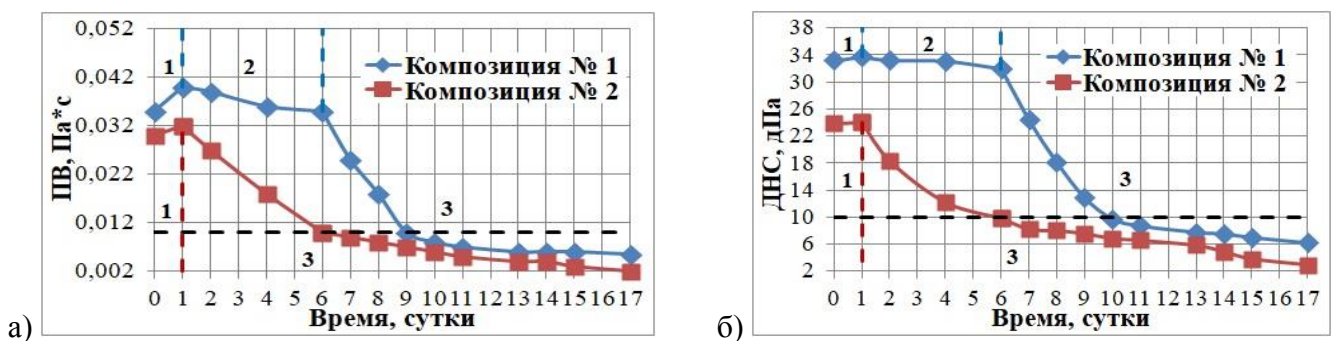 0,052
0,042
0,032
0,022
0,012
0,002
ПВ, Па*с
1
2
1
3
3
Композиция № 1
Композиция № 2
0 1 2 3 4 5 6 7 8 9 10 11 12 13 14 15 16 17
Время, сутки
а)
38
34
30
26
22
18
14
10
6
2
ДНС, дПа
1
2
1
3
3
Композиция № 1
Композиция № 2
0 1 2 3 4 5 6 7 8 9 10 11 12 13 14 15 16 17
Время, сутки
б)